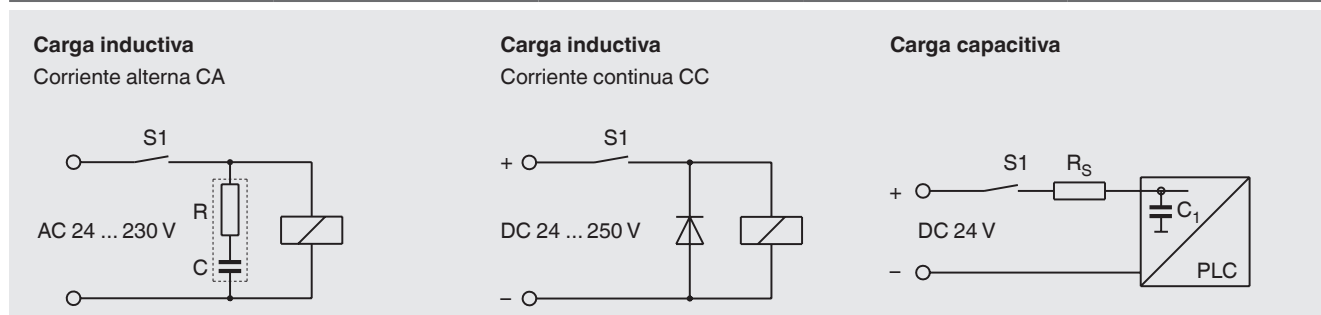 Carga inductiva
Corriente alterna CA
S1
R
AC 24 ... 230 V
C
Carga inductiva
Corriente continua CC
S1
+
DC 24 ... 250 V
–
Carga capacitiva
S1
R_S
+
C_1
DC 24 V
–
PLC